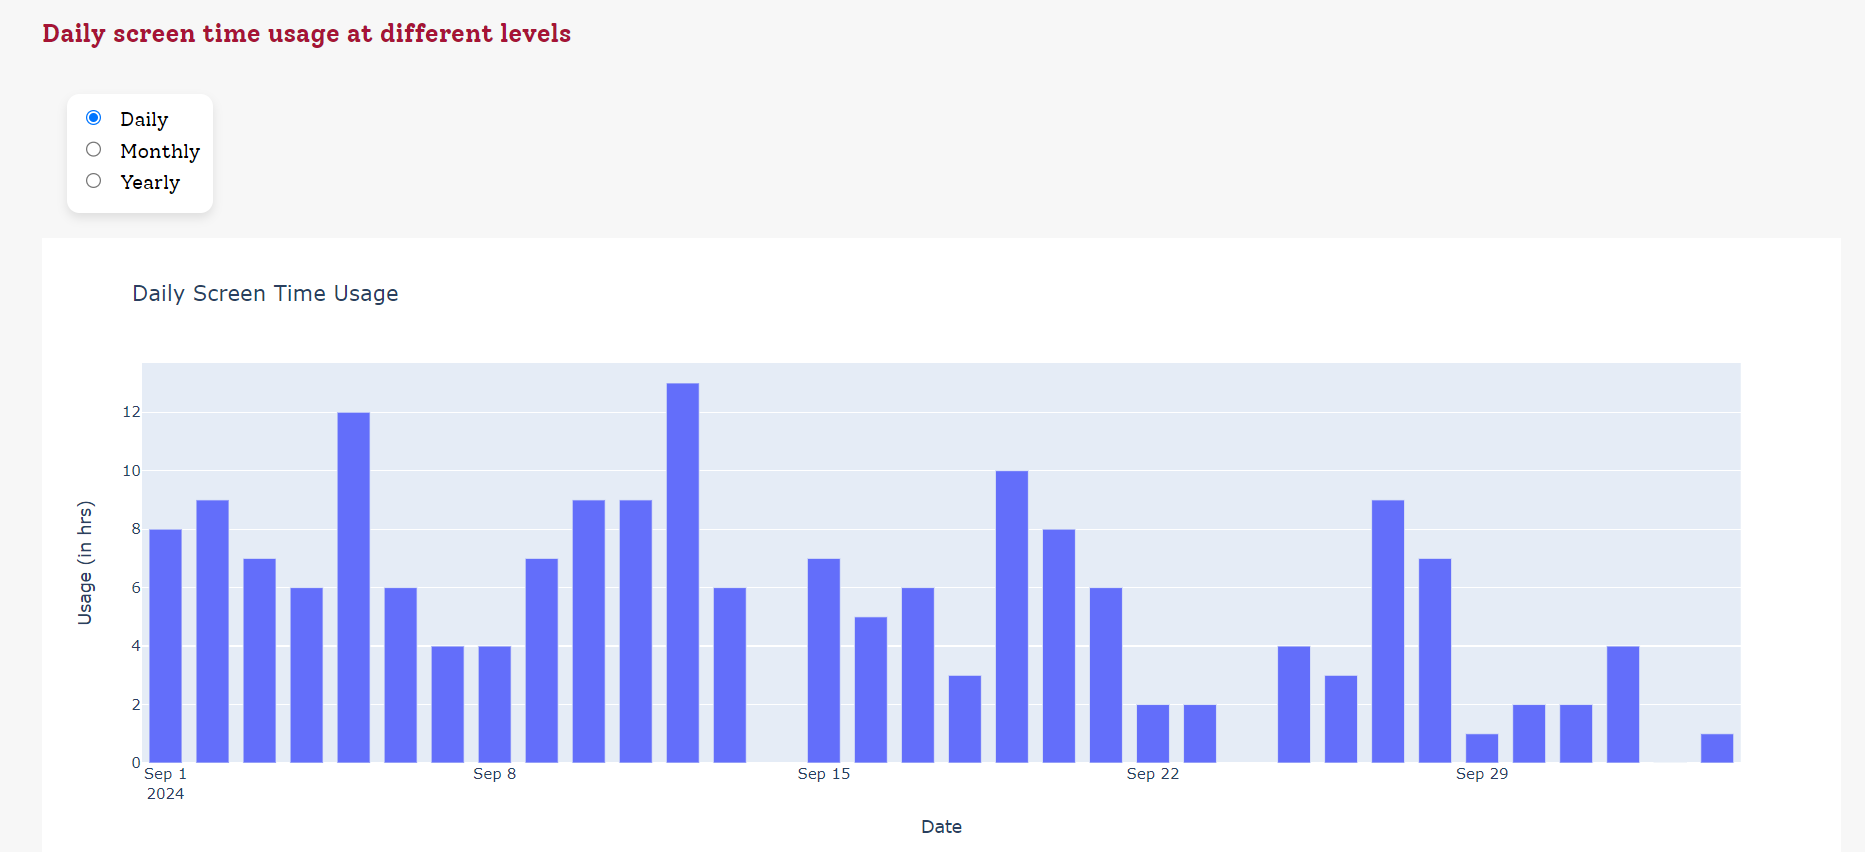 Daily screen time usage at different levels
Daily
Monthly
Yearly
Daily Screen Time Usage
12
10
8
6
4
2
0
Usage (in hrs)
Sep 1 Sep 8 Sep 15 Sep 22 Sep 29
2024
Date